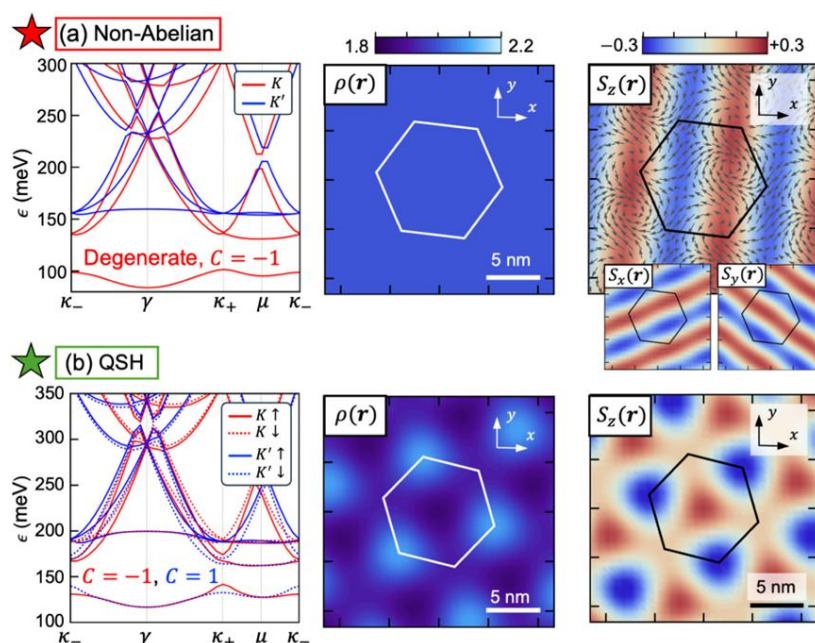 (a) Non-Abelian
1.8 2.2
−0.3 +0.3
ε (meV)
300
250
200
150
100
K
K′
Degenerate, C = −1
κ₋ γ κ₊ μ κ₋
ρ(r)
y
x
5 nm
S_z(r)
y
x
S_x(r)
S_y(r)
(b) QSH
ε (meV)
350
300
250
200
150
100
K ↑
K ↓
K′ ↑
K′ ↓
C = −1, C = 1
κ₋ γ κ₊ μ κ₋
ρ(r)
y
x
5 nm
S_z(r)
y
x
5 nm